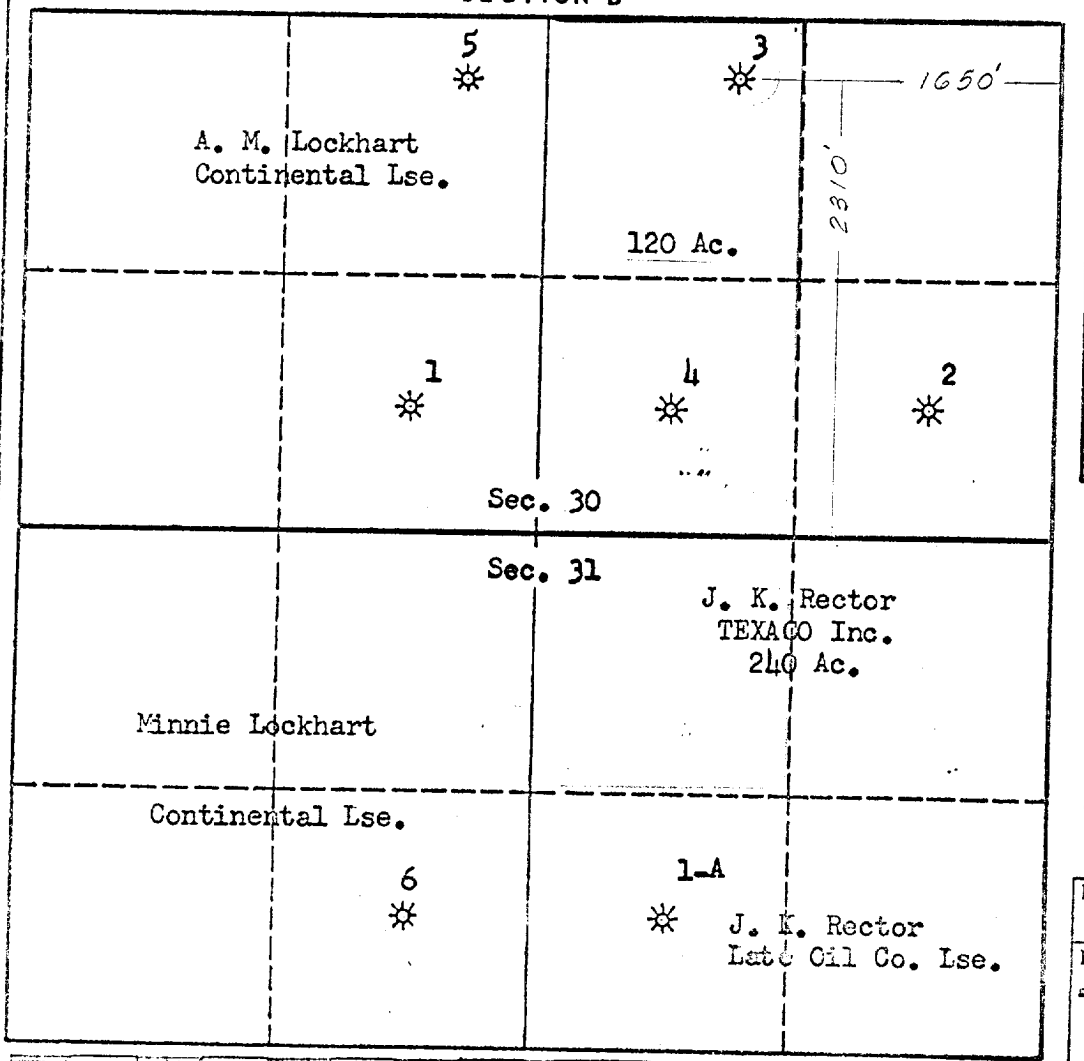 5
3
1650'
A. M. Lockhart
Continental Lse.
2310'
120 Ac.
1
4
2
Sec. 30
Sec. 31
J. K. Rector
TEXACO Inc.
240 Ac.
Minnie Lockhart
Continental Lse.
6
1-A
J. K. Rector
Oil Co. Lse.